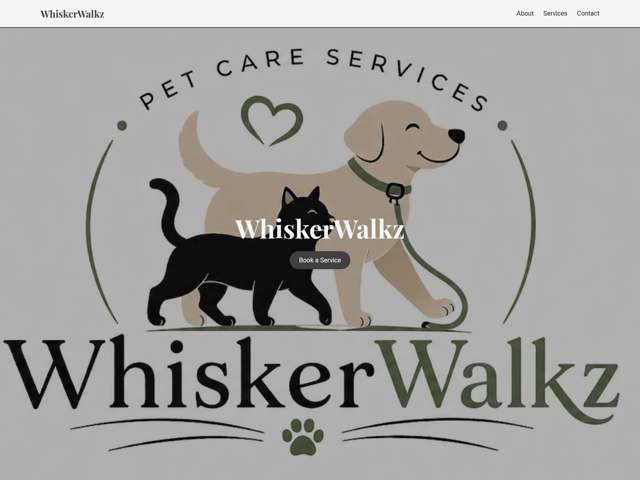 WhiskerWalkz
About Services Contact
PET CARE SERVICES
WhiskerWalkz
Book a Service
WhiskerWalkz